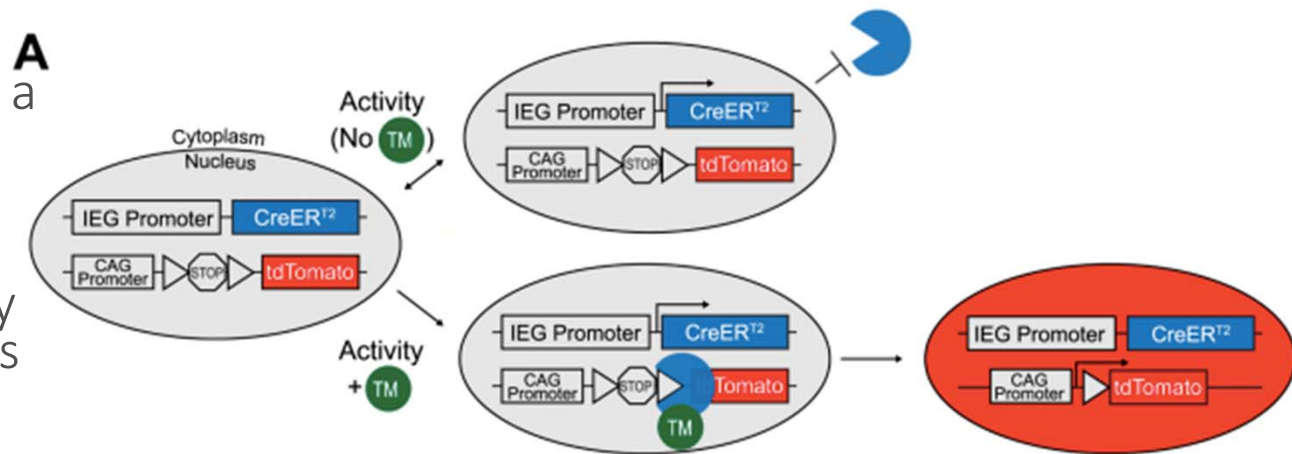 A
a
Activity
(No TM)
IEG Promoter CreER^T2
CAG Promoter STOP tdTomato
Cytoplasm
Nucleus
IEG Promoter CreER^T2
CAG Promoter STOP tdTomato
y
s
Activity
+ TM
IEG Promoter CreER^T2
CAG Promoter STOP Tomato
TM
IEG Promoter CreER^T2
CAG Promoter tdTomato